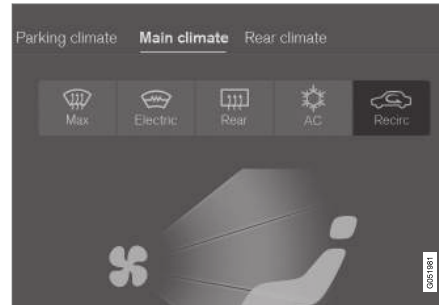 Parking climate Main climate Rear climate
Max Electric Rear AC Recirc
G051981